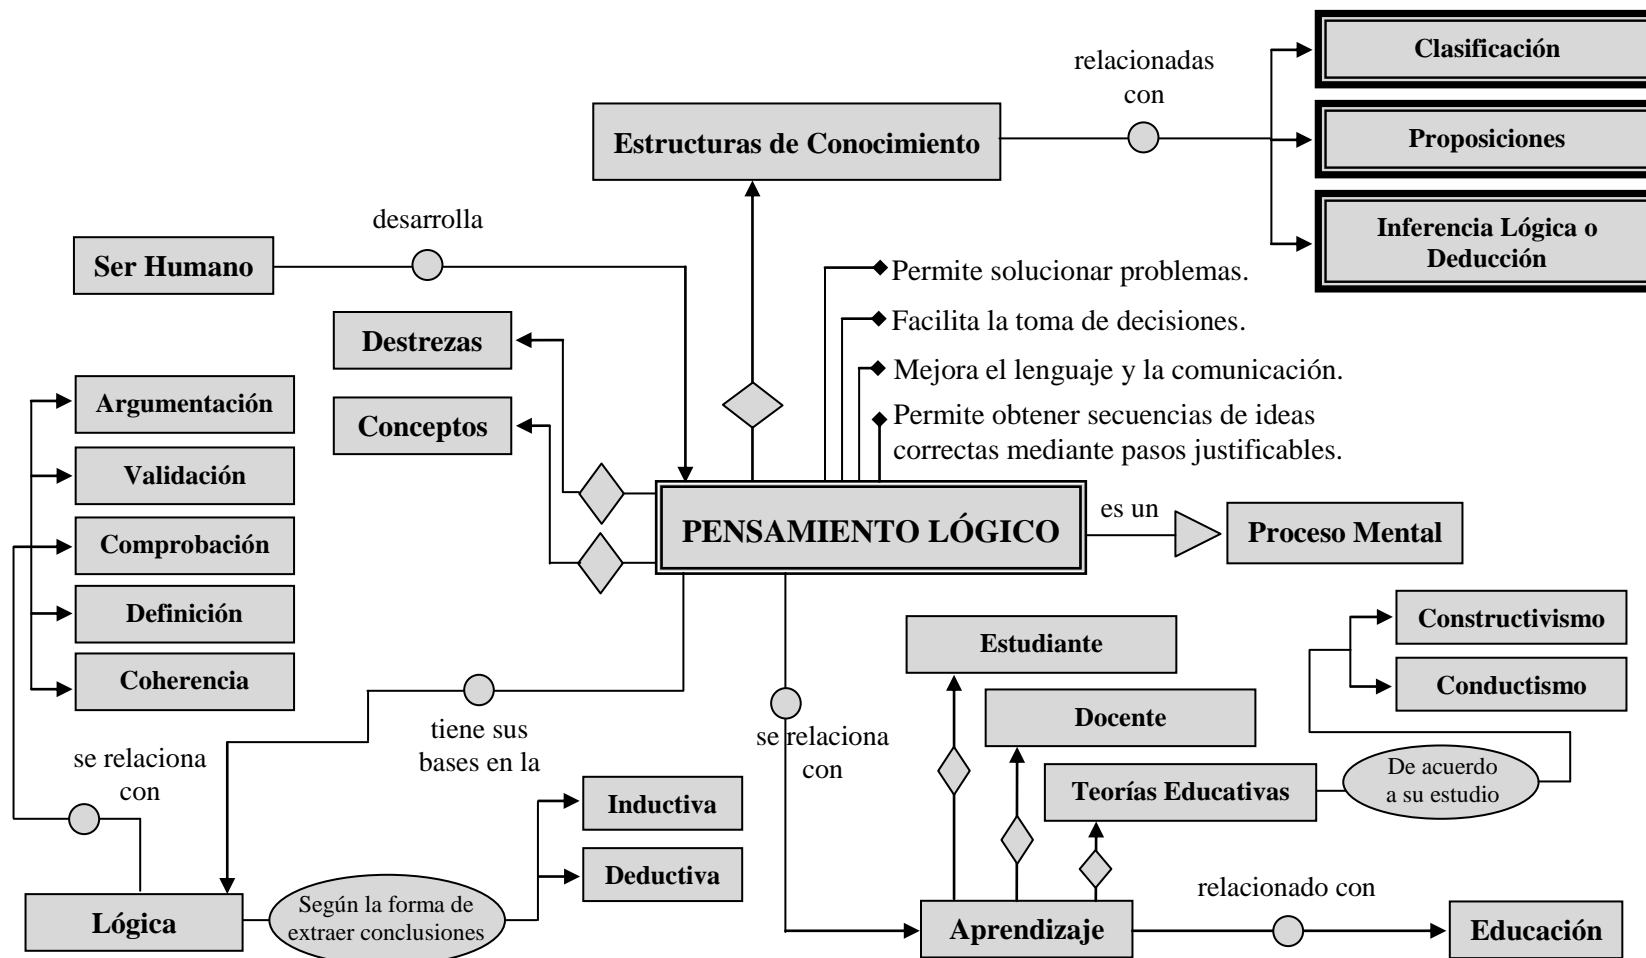 Clasificación
relacionadas
con
Estructuras de Conocimiento
Proposiciones
desarrolla
Inferencia Lógica o
Deducción
Ser Humano
Permite solucionar problemas.
Destrezas
Facilita la toma de decisiones.
Mejora el lenguaje y la comunicación.
Argumentación
Conceptos
Permite obtener secuencias de ideas
correctas mediante pasos justificables.
Validación
es un
PENSAMIENTO LÓGICO
Proceso Mental
Comprobación
Definición
Constructivismo
Estudiante
Coherencia
Conductismo
Docente
tiene sus
bases en la
se relaciona
con
se relaciona
con
De acuerdo
a su estudio
Teorías Educativas
Inductiva
Deductiva
relacionado con
Según la forma de
extraer conclusiones
Lógica
Aprendizaje
Educación